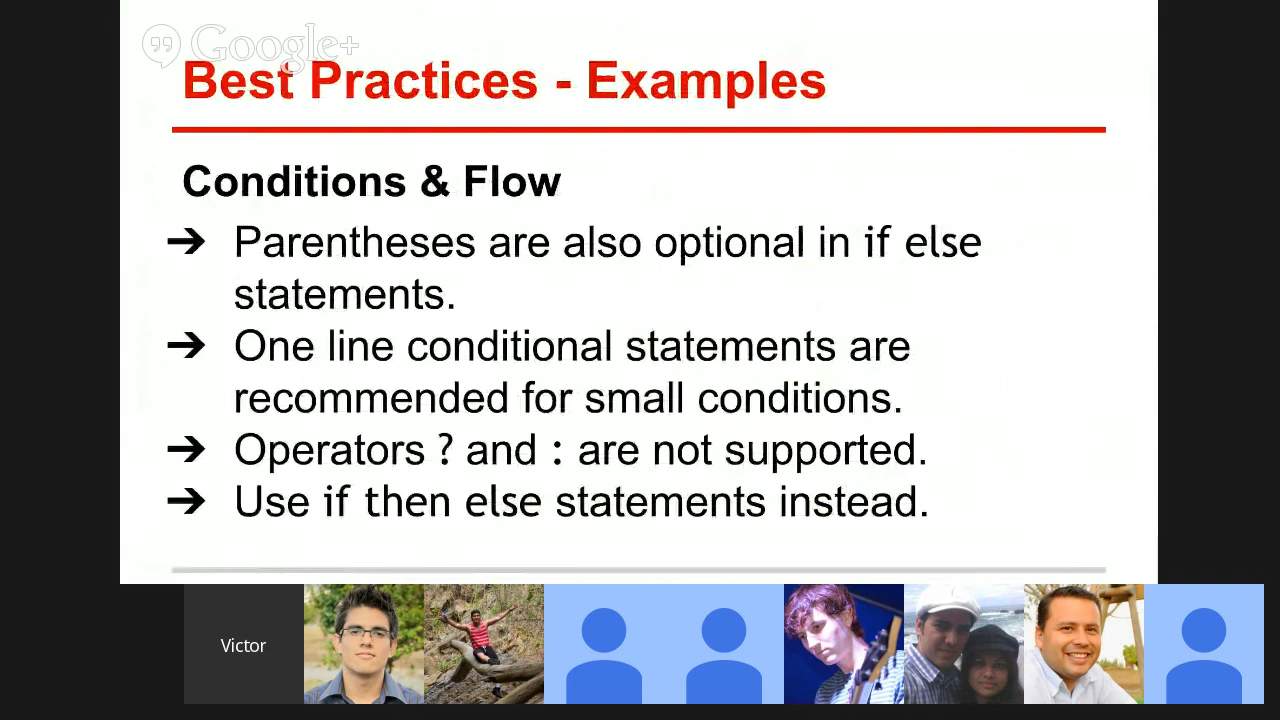 Google+
Best Practices - Examples
Conditions & Flow
➔ Parentheses are also optional in if else
statements.
➔ One line conditional statements are
recommended for small conditions.
➔ Operators ? and : are not supported.
➔ Use if then else statements instead.
Victor